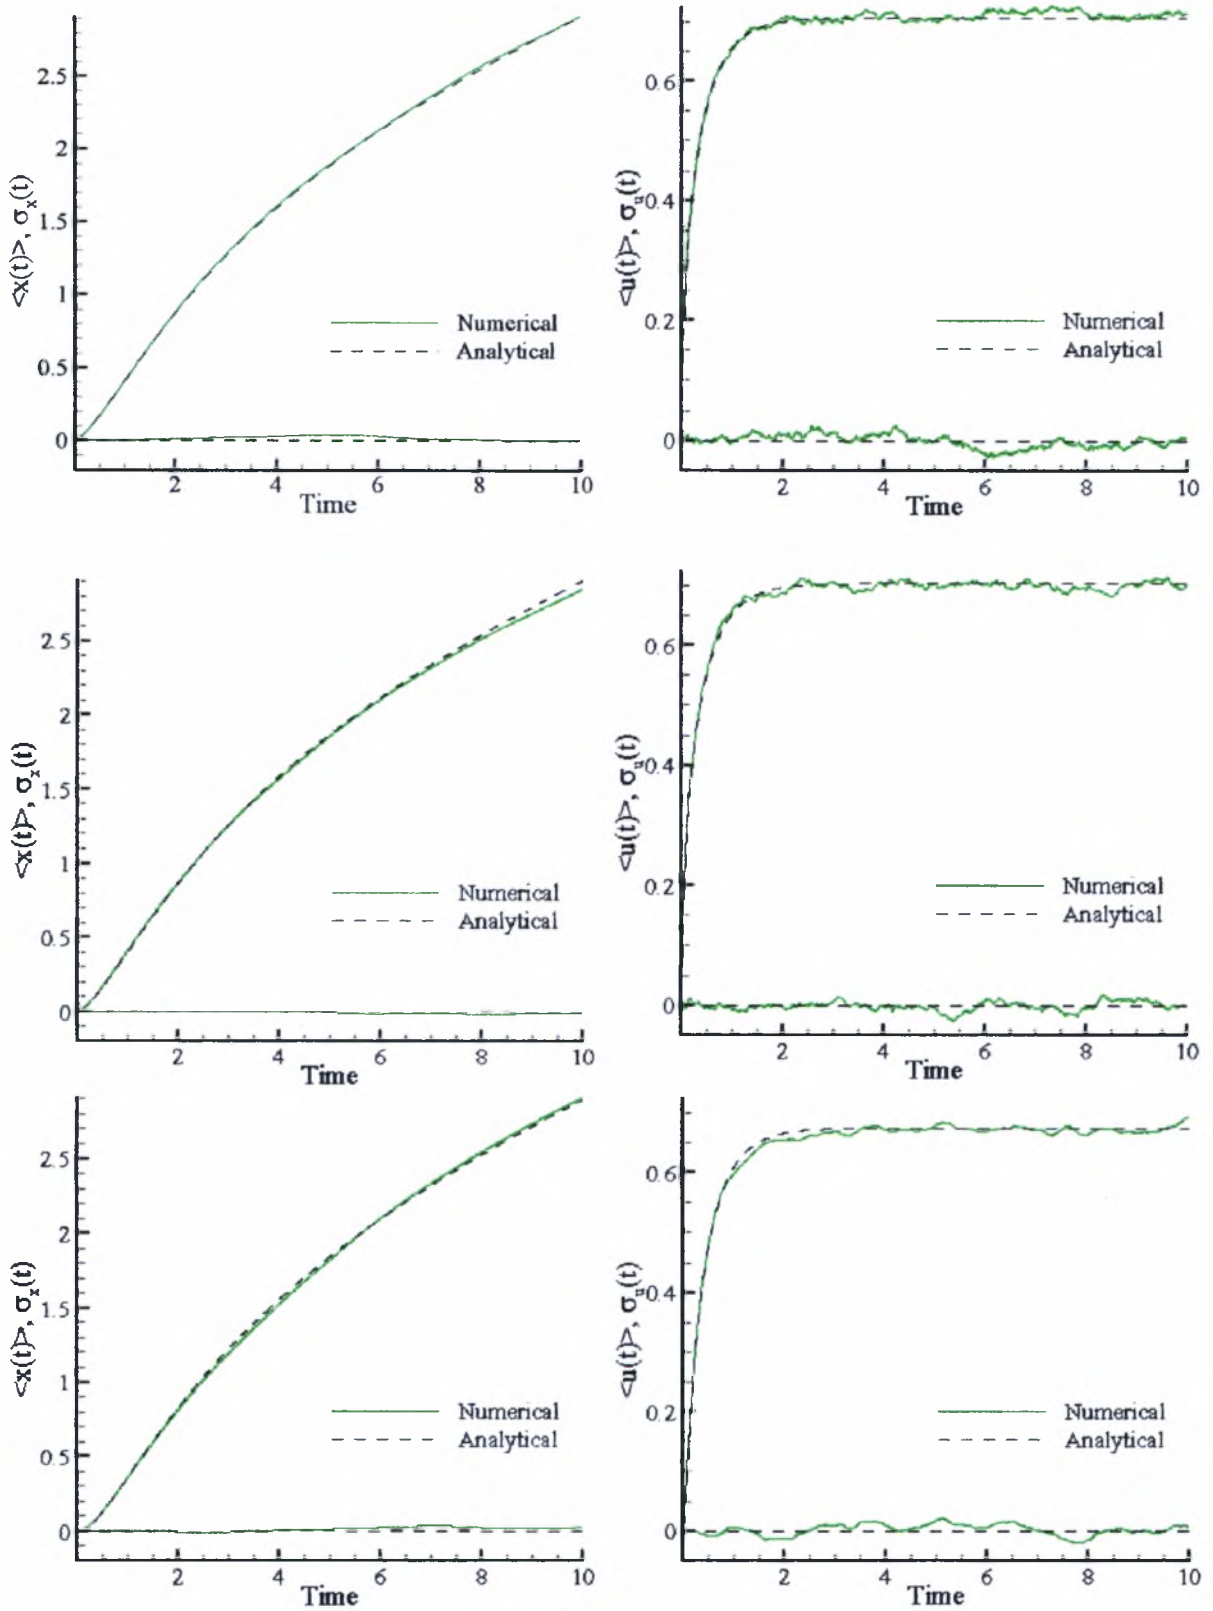 <x(t)>, σx(t)
2.5
2
1.5
1
0.5
0
Numerical
Analytical
2 4 6 8 10
Time
<u(t)>, σu(t)
0.6
0.4
0.2
0
Numerical
Analytical
2 4 6 8 10
Time
<x(t)>, σx(t)
2.5
2
1.5
1
0.5
0
Numerical
Analytical
2 4 6 8 10
Time
<u(t)>, σu(t)
0.6
0.4
0.2
0
Numerical
Analytical
2 4 6 8 10
Time
<x(t)>, σx(t)
2.5
2
1.5
1
0.5
0
Numerical
Analytical
2 4 6 8 10
Time
<u(t)>, σu(t)
0.6
0.4
0.2
0
Numerical
Analytical
2 4 6 8 10
Time